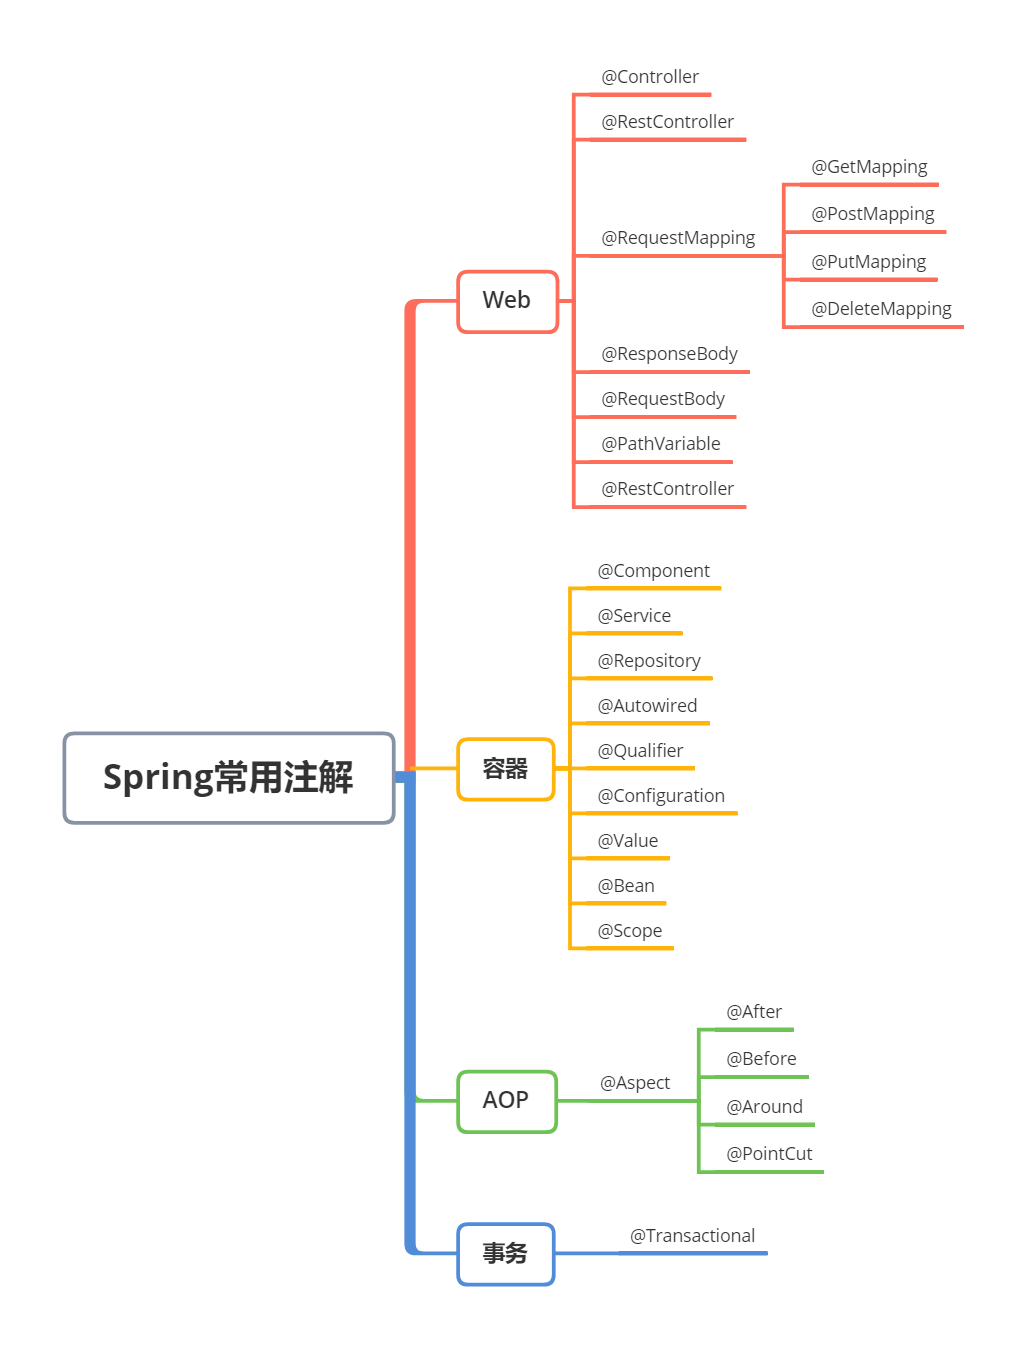 Spring常用注解
Web
@Controller
@RestController
@RequestMapping
@GetMapping
@PostMapping
@PutMapping
@DeleteMapping
@ResponseBody
@RequestBody
@PathVariable
@RestController
容器
@Component
@Service
@Repository
@Autowired
@Qualifier
@Configuration
@Value
@Bean
@Scope
AOP
@Aspect
@After
@Before
@Around
@PointCut
事务
@Transactional